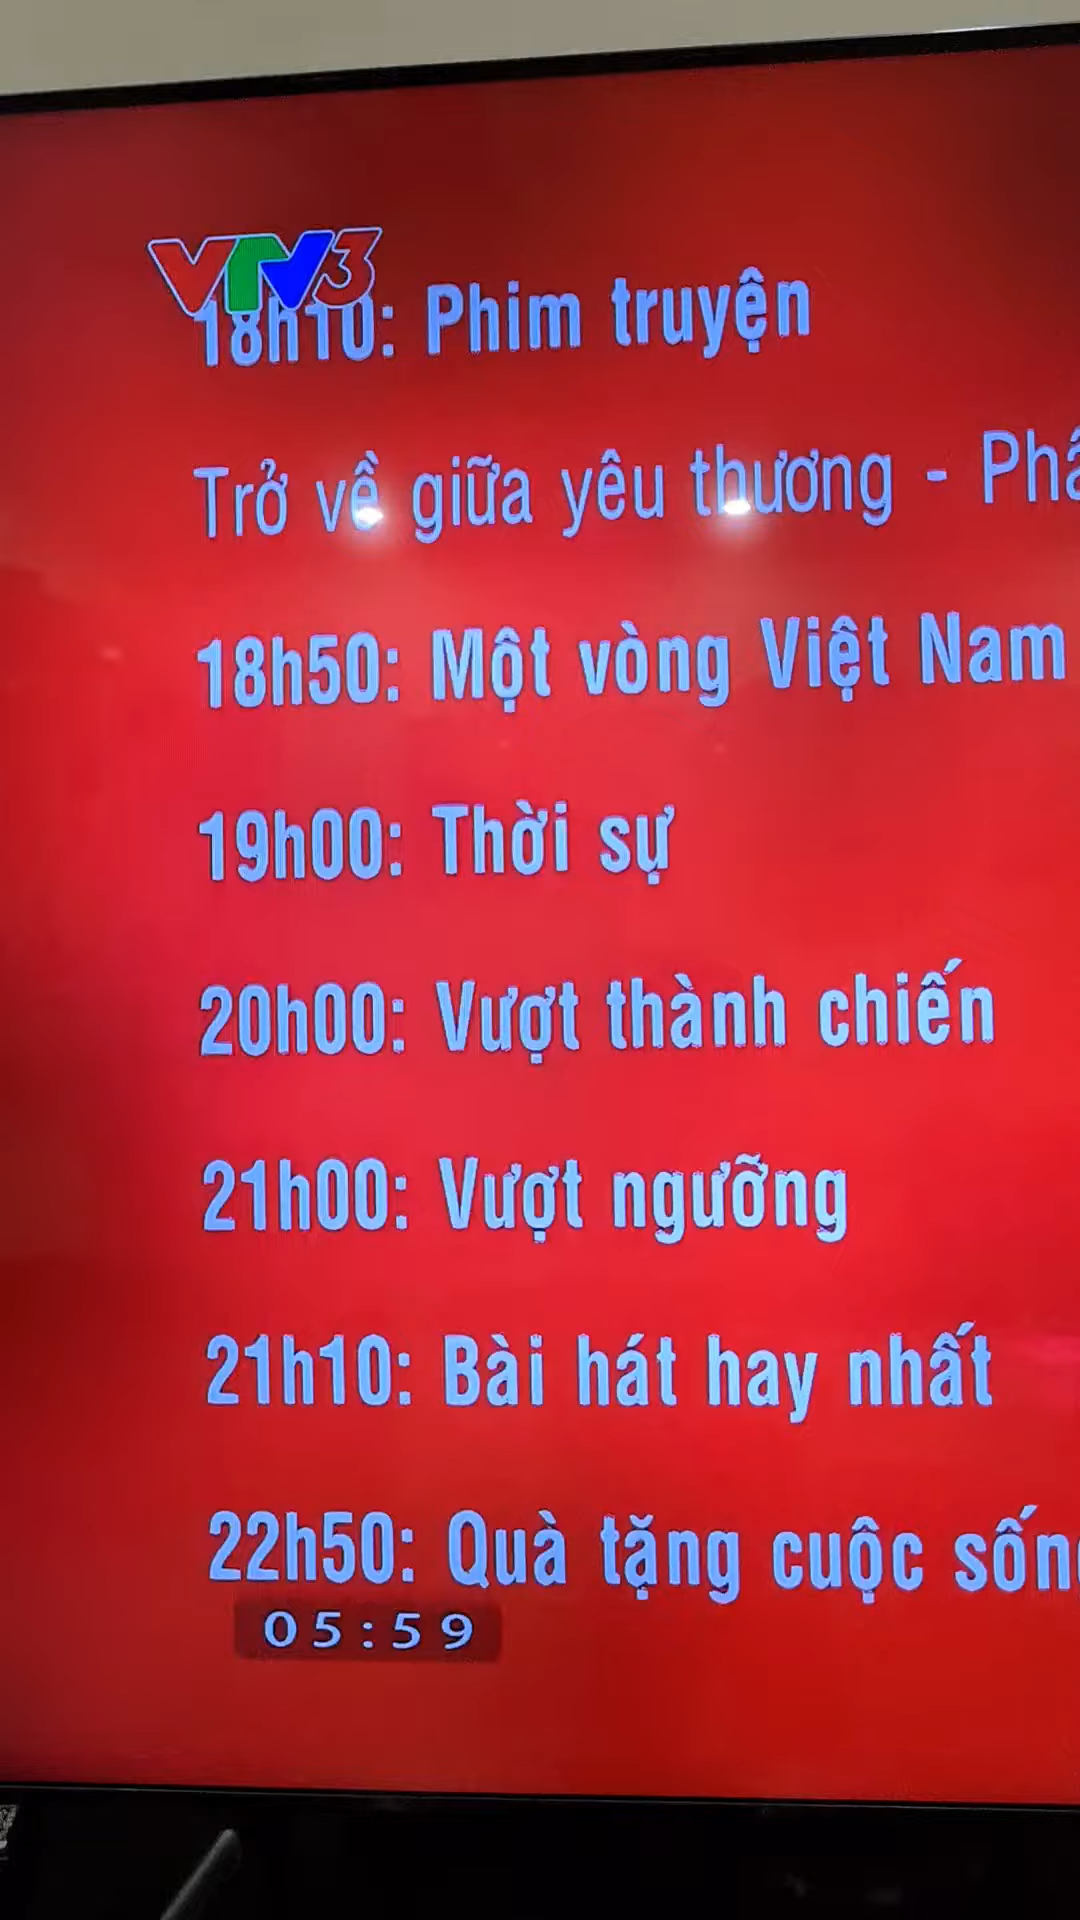 VTV3
18h10: Phim truyện
Trở về giữa yêu thương -
18h50: Một vòng Việt Nam
19h00: Thời sự
20h00: Vượt thành chiến
21h00: Vượt ngưỡng
21h10: Bài hát hay nhất
22h50: Quà tặng cuộc
05:59